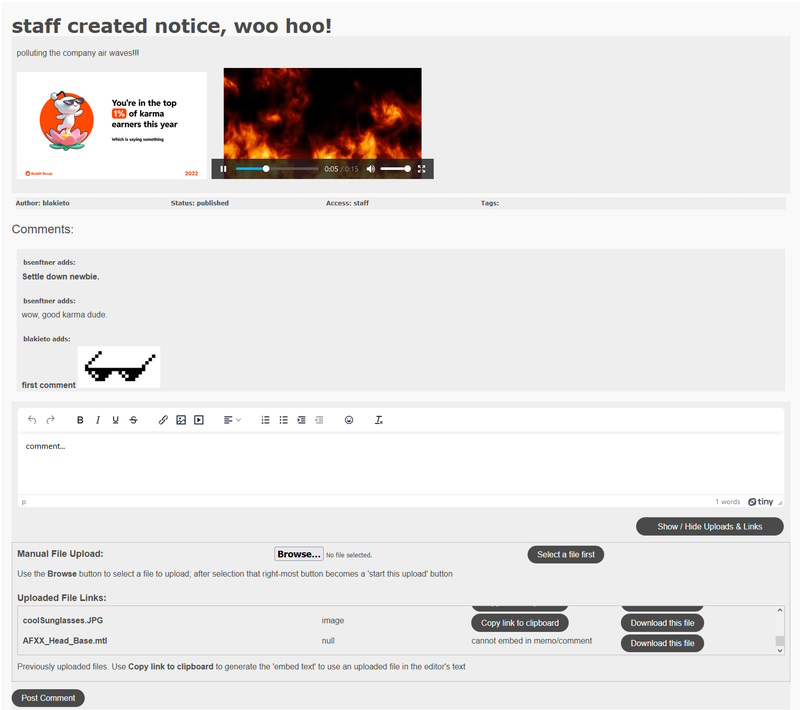 staff created notice, woo hoo!
polluting the company air waves!!!
You're in the top
1% of karma
earners this year
Which is saying something
Reddit Recap
2022
0:05 / 0:15
Author: blakieto Status: published Access: staff Tags:
Comments:
bsenftner adds:
Settle down newbie.
bsenftner adds:
wow, good karma dude.
blakieto adds:
first comment
B I U S
comment...
p 1 words tiny
Show / Hide Uploads & Links
Manual File Upload: Browse... No file selected. Select a file first
Use the Browse button to select a file to upload; after selection that right-most button becomes a 'start this upload' button
Uploaded File Links:
coolSunglasses.JPG image Copy link to clipboard Download this file
AFXX_Head_Base.mtl null cannot embed in memo/comment Download this file
Previously uploaded files. Use Copy link to clipboard to generate the 'embed text' to use an uploaded file in the editor's text
Post Comment